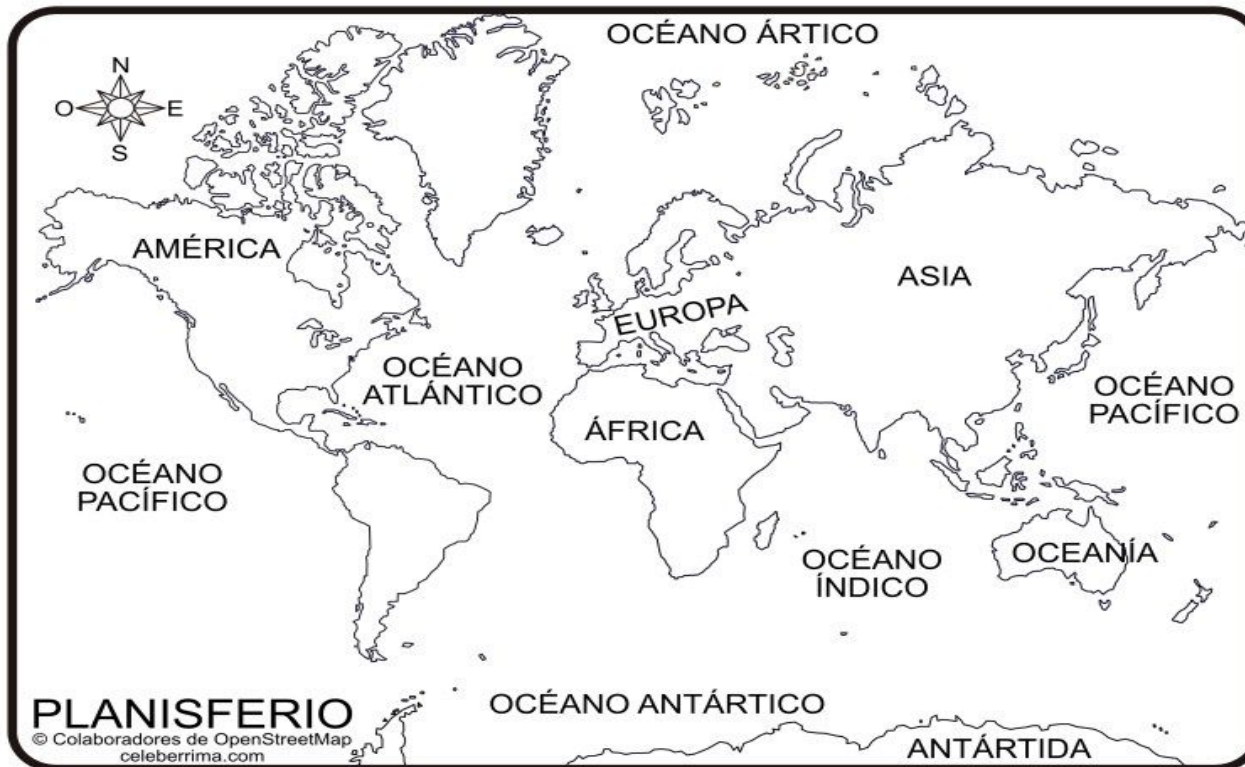 OCÉANO ÁRTICO
N
O
E
S
AMÉRICA
ASIA
EUROPA
OCÉANO
ATLÁNTICO
OCÉANO
PACÍFICO
ÁFRICA
OCÉANO
PACÍFICO
OCÉANO
ÍNDICO
OCEANÍA
OCÉANO ANTÁRTICO
PLANISFERIO
© Colaboradores de OpenStreetMap
celeberrima.com
ANTÁRTIDA